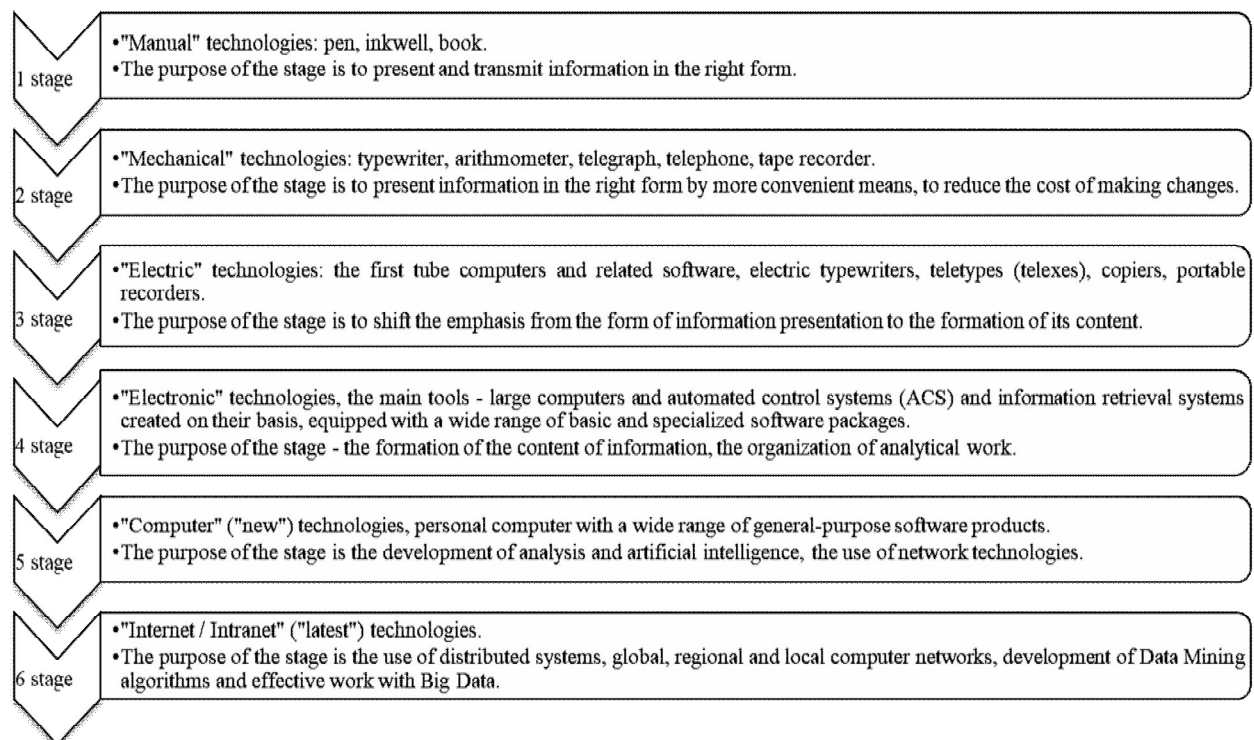 1 stage
•"Manual" technologies: pen, inkwell, book.
•The purpose of the stage is to present and transmit information in the right form.
2 stage
•"Mechanical" technologies: typewriter, arithmometer, telegraph, telephone, tape recorder.
•The purpose of the stage is to present information in the right form by more convenient means, to reduce the cost of making changes.
3 stage
•"Electric" technologies: the first tube computers and related software, electric typewriters, teletypes (telexes), copiers, portable
recorders.
•The purpose of the stage is to shift the emphasis from the form of information presentation to the formation of its content.
4 stage
•"Electronic" technologies, the main tools - large computers and automated control systems (ACS) and information retrieval systems
created on their basis, equipped with a wide range of basic and specialized software packages.
•The purpose of the stage - the formation of the content of information, the organization of analytical work.
5 stage
•"Computer" ("new") technologies, personal computer with a wide range of general-purpose software products.
•The purpose of the stage is the development of analysis and artificial intelligence, the use of network technologies.
6 stage
•"Internet / Intranet" ("latest") technologies.
•The purpose of the stage is the use of distributed systems, global, regional and local computer networks, development of Data Mining
algorithms and effective work with Big Data.